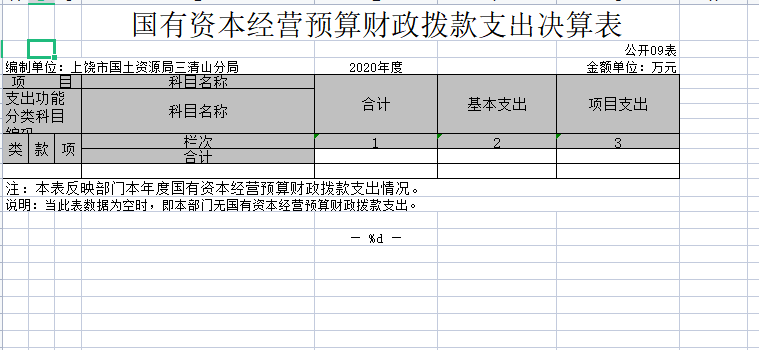 国有资本经营预算财政拨款支出决算表
公开09表
编制单位：上饶市国土资源局三清山分局 2020年度 金额单位：万元
项 目 科目名称
支出功能
分类科目
编码
科目名称 合计 基本支出 项目支出
类 款 项 栏次 1 2 3
合计
注：本表反映部门本年度国有资本经营预算财政拨款支出情况。
说明：当此表数据为空时，即本部门无国有资本经营预算财政拨款支出。
— %d —